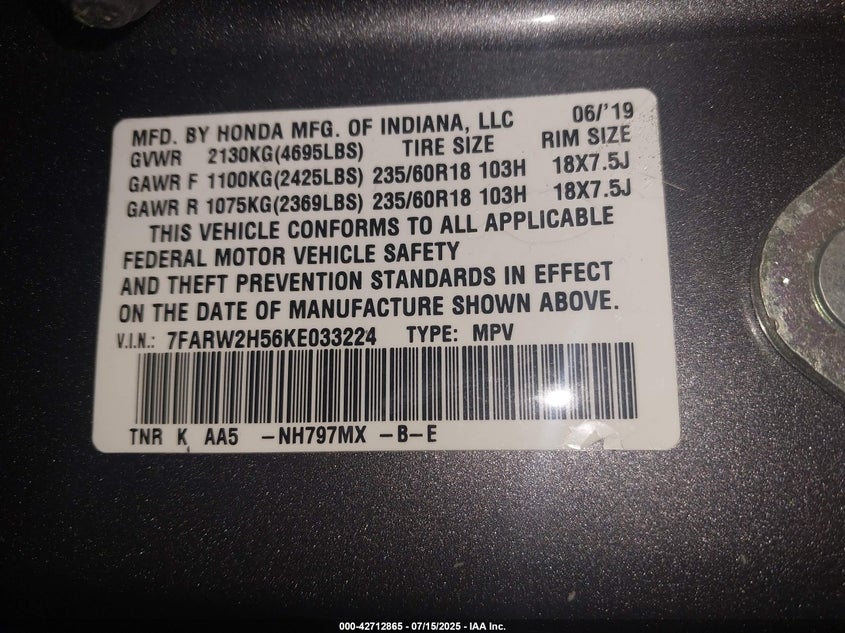 MFD. BY HONDA MFG. OF INDIANA, LLC 06/'19
GVWR 2130KG(4695LBS) TIRE SIZE RIM SIZE
GAWR F 1100KG(2425LBS) 235/60R18 103H 18X7.5J
GAWR R 1075KG(2369LBS) 235/60R18 103H 18X7.5J
THIS VEHICLE CONFORMS TO ALL APPLICABLE
FEDERAL MOTOR VEHICLE SAFETY
AND THEFT PREVENTION STANDARDS IN EFFECT
ON THE DATE OF MANUFACTURE SHOWN ABOVE.
V.I.N.: 7FARW2H56KE033224 TYPE: MPV
TNR K AA5 -NH797MX -B-E
000-42712865 - 07/15/2025 - IAA Inc.